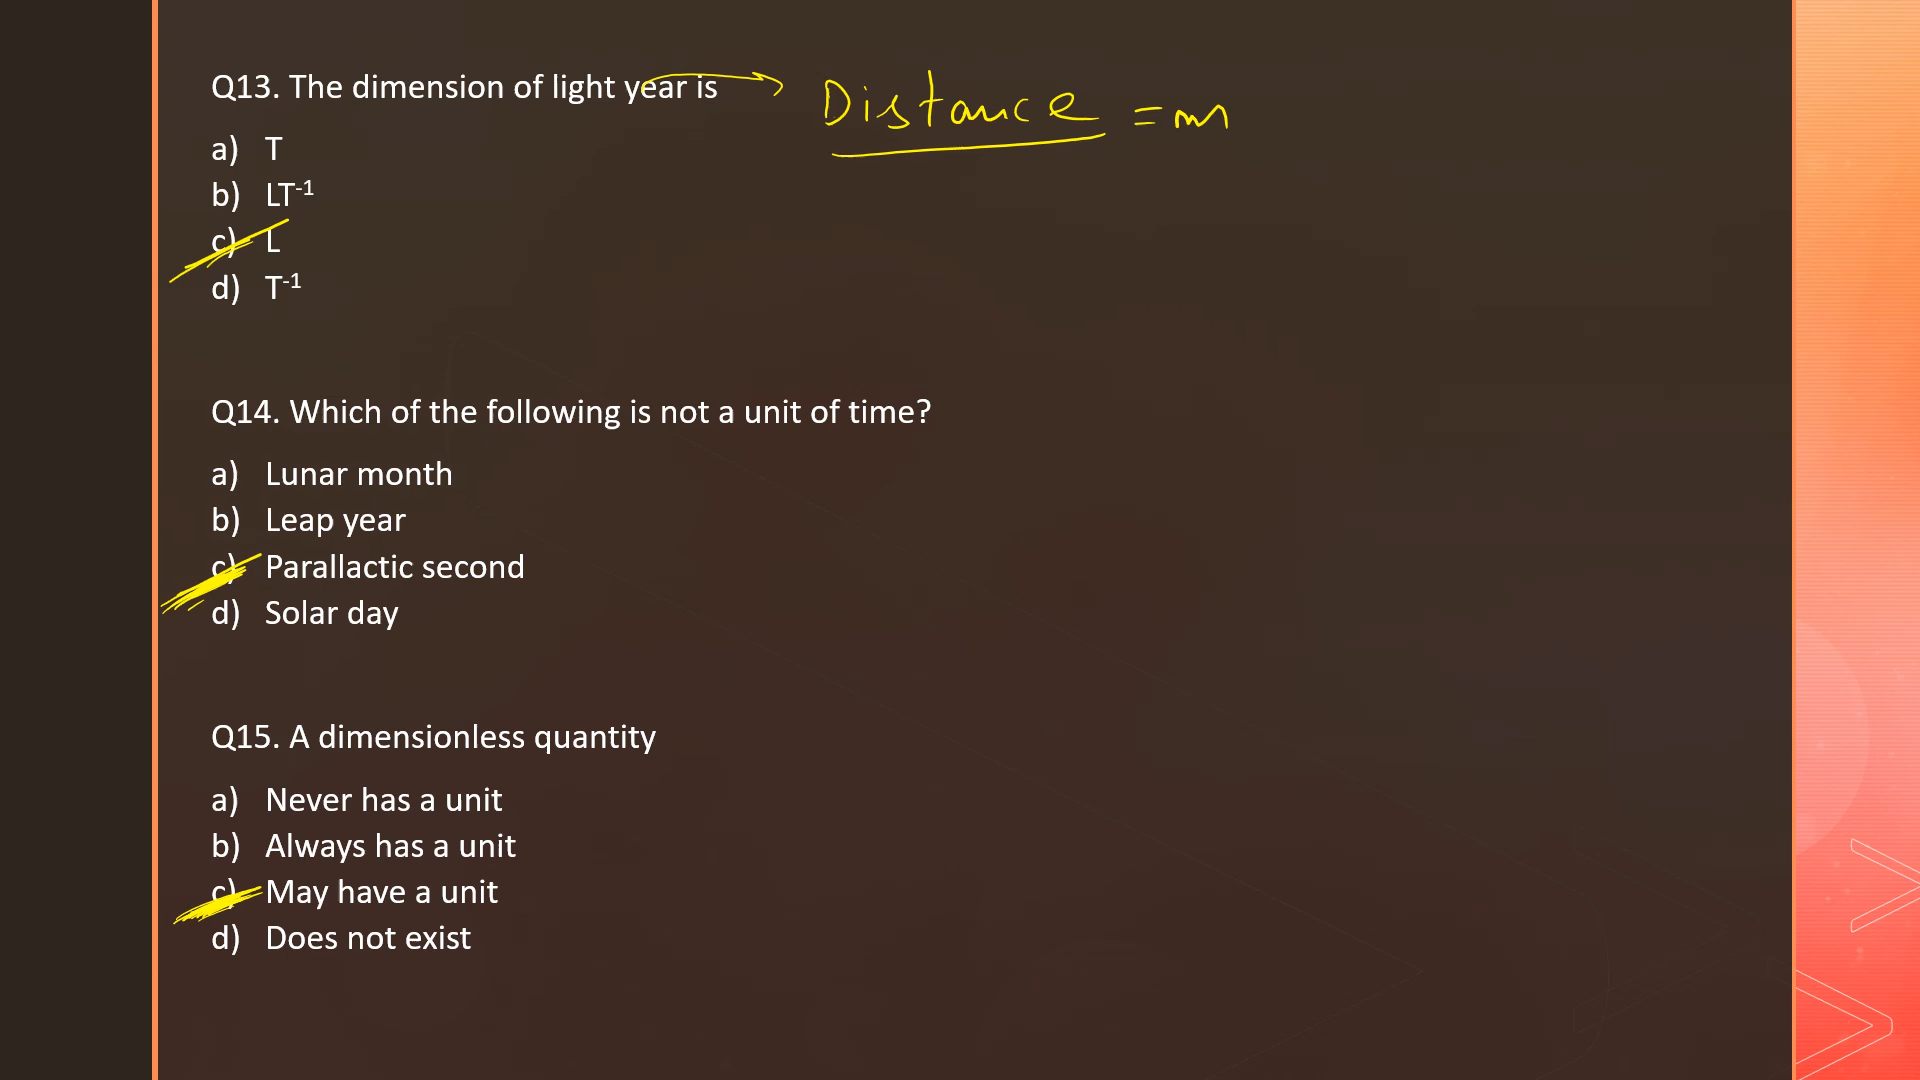 Q13. The dimension of light year is → Distance = m
a) T
b) LT⁻¹
c) L
d) T⁻¹
Q14. Which of the following is not a unit of time?
a) Lunar month
b) Leap year
c) Parallactic second
d) Solar day
Q15. A dimensionless quantity
a) Never has a unit
b) Always has a unit
c) May have a unit
d) Does not exist